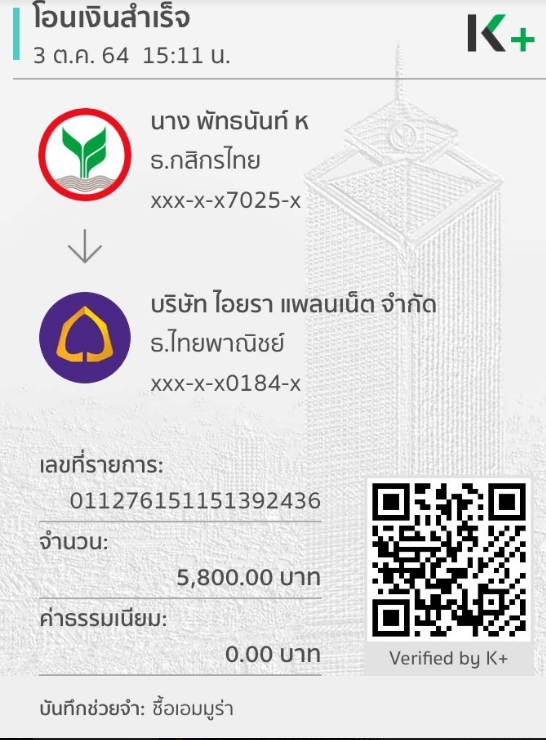 โอนเงินสำเร็จ
3 ต.ค. 64 15:11 น.
K+
นาง พัทธนันท์ ห
ธ.กสิกรไทย
xxx-x-x7025-x
บริษัท ไอยรา แพลนเน็ต จำกัด
ธ.ไทยพาณิชย์
xxx-x-x0184-x
เลขที่รายการ:
011276151151392436
จำนวน:
5,800.00 บาท
ค่าธรรมเนียม:
0.00 บาท
Verified by K+
บันทึกช่วยจำ: ซื้อเอมมูร่า